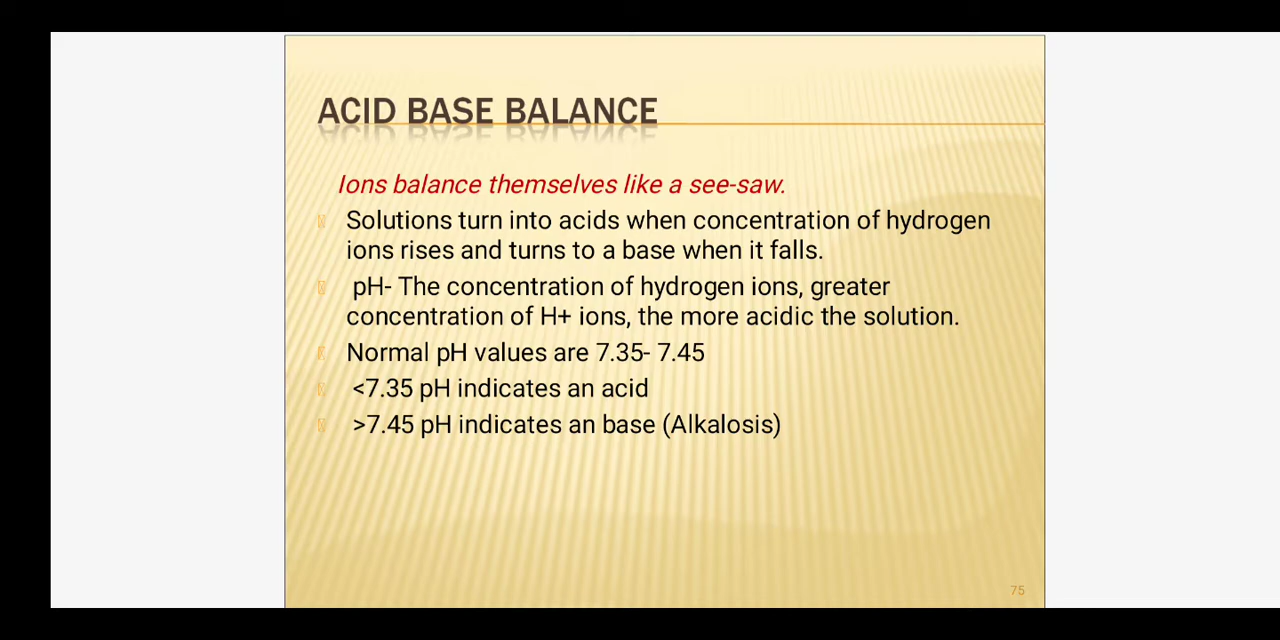 ACID BASE BALANCE
Ions balance themselves like a see-saw.
Solutions turn into acids when concentration of hydrogen
ions rises and turns to a base when it falls.
pH- The concentration of hydrogen ions, greater
concentration of H+ ions, the more acidic the solution.
Normal pH values are 7.35- 7.45
<7.35 pH indicates an acid
>7.45 pH indicates an base (Alkalosis)
75